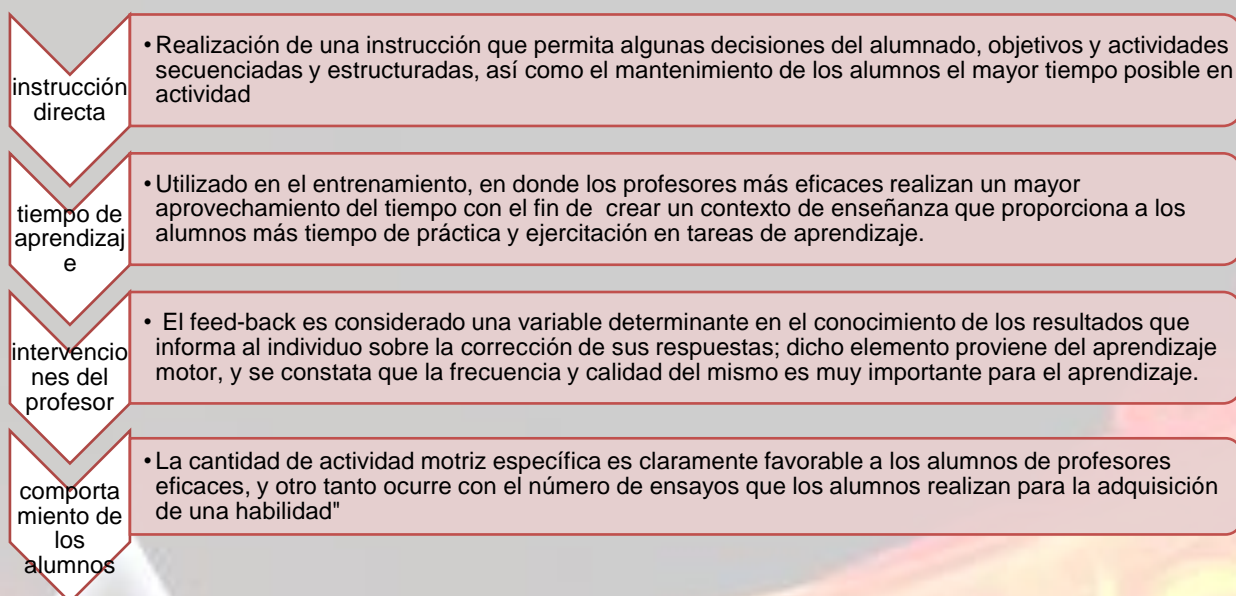 instrucción
directa
• Realización de una instrucción que permita algunas decisiones del alumnado, objetivos y actividades
secuenciadas y estructuradas, así como el mantenimiento de los alumnos el mayor tiempo posible en
actividad
tiempo de
aprendizaj
e
• Utilizado en el entrenamiento, en donde los profesores más eficaces realizan un mayor
aprovechamiento del tiempo con el fin de crear un contexto de enseñanza que proporciona a los
alumnos más tiempo de práctica y ejercitación en tareas de aprendizaje.
intervencio
nes del
profesor
• El feed-back es considerado una variable determinante en el conocimiento de los resultados que
informa al individuo sobre la corrección de sus respuestas; dicho elemento proviene del aprendizaje
motor, y se constata que la frecuencia y calidad del mismo es muy importante para el aprendizaje.
comporta
miento de
los
alumnos
• La cantidad de actividad motriz específica es claramente favorable a los alumnos de profesores
eficaces, y otro tanto ocurre con el número de ensayos que los alumnos realizan para la adquisición
de una habilidad"